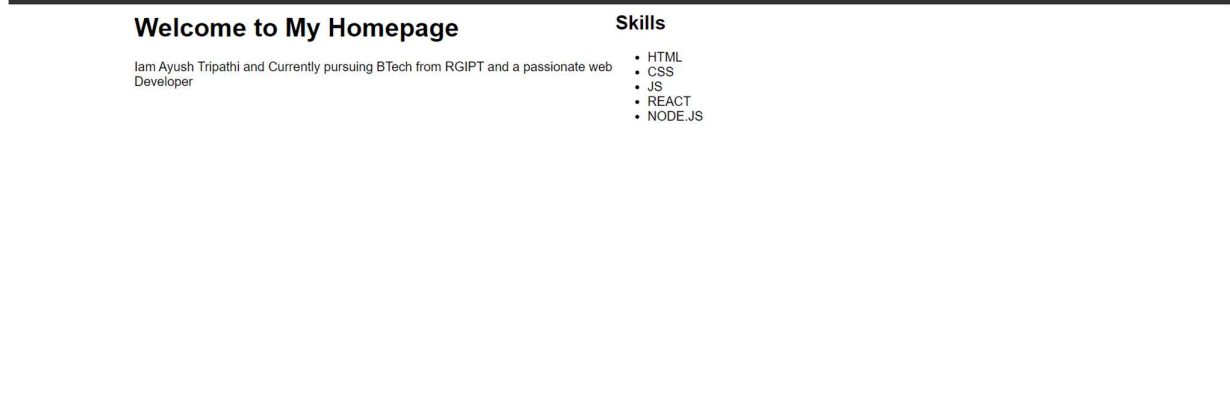 Welcome to My Homepage
Iam Ayush Tripathi and Currently pursuing BTech from RGIPT and a passionate web
Developer
Skills
HTML
CSS
JS
REACT
NODE.JS